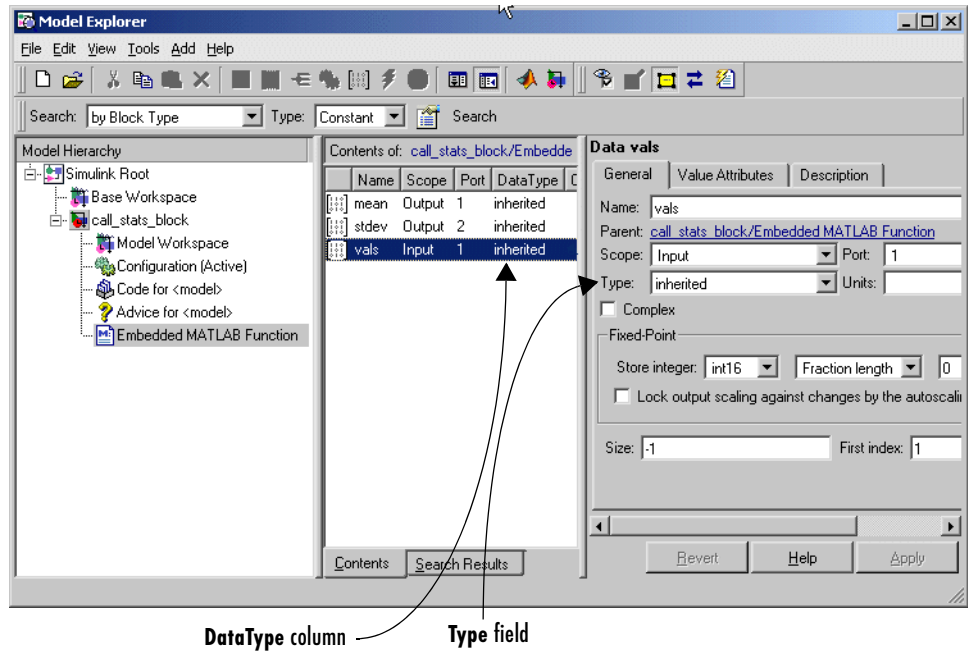 Model Explorer
File Edit View Tools Add Help
Search: by Block Type Type: Constant Search
Model Hierarchy
Simulink Root
Base Workspace
call_stats_block
Model Workspace
Configuration (Active)
Code for <model>
Advice for <model>
Embedded MATLAB Function
Contents of: call_stats_block/Embedde
Name Scope Port DataType C
mean Output 1 inherited
stdev Output 2 inherited
vals Input 1 inherited
Contents Search Results
Data vals
General Value Attributes Description
Name: vals
Parent: call_stats_block/Embedded MATLAB Function
Scope: Input Port: 1
Type: inherited Units:
Complex
Fixed-Point
Store integer: int16 Fraction length 0
Lock output scaling against changes by the autoscalin
Size: -1 First index: 1
Revert Help Apply
DataType column Type field